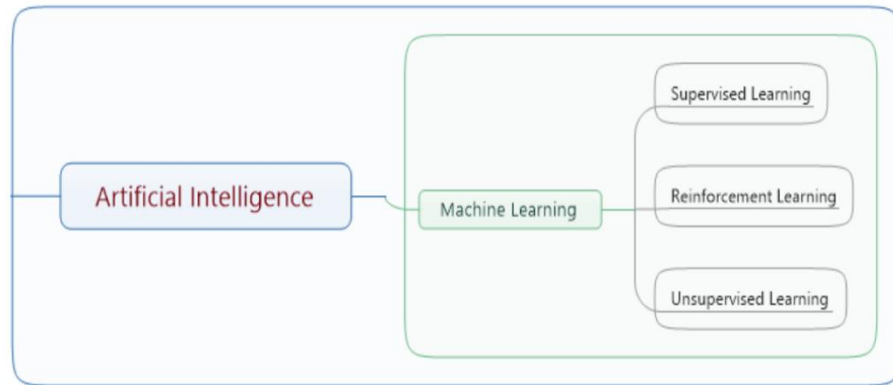 Artificial Intelligence
Machine Learning
Supervised Learning
Reinforcement Learning
Unsupervised Learning